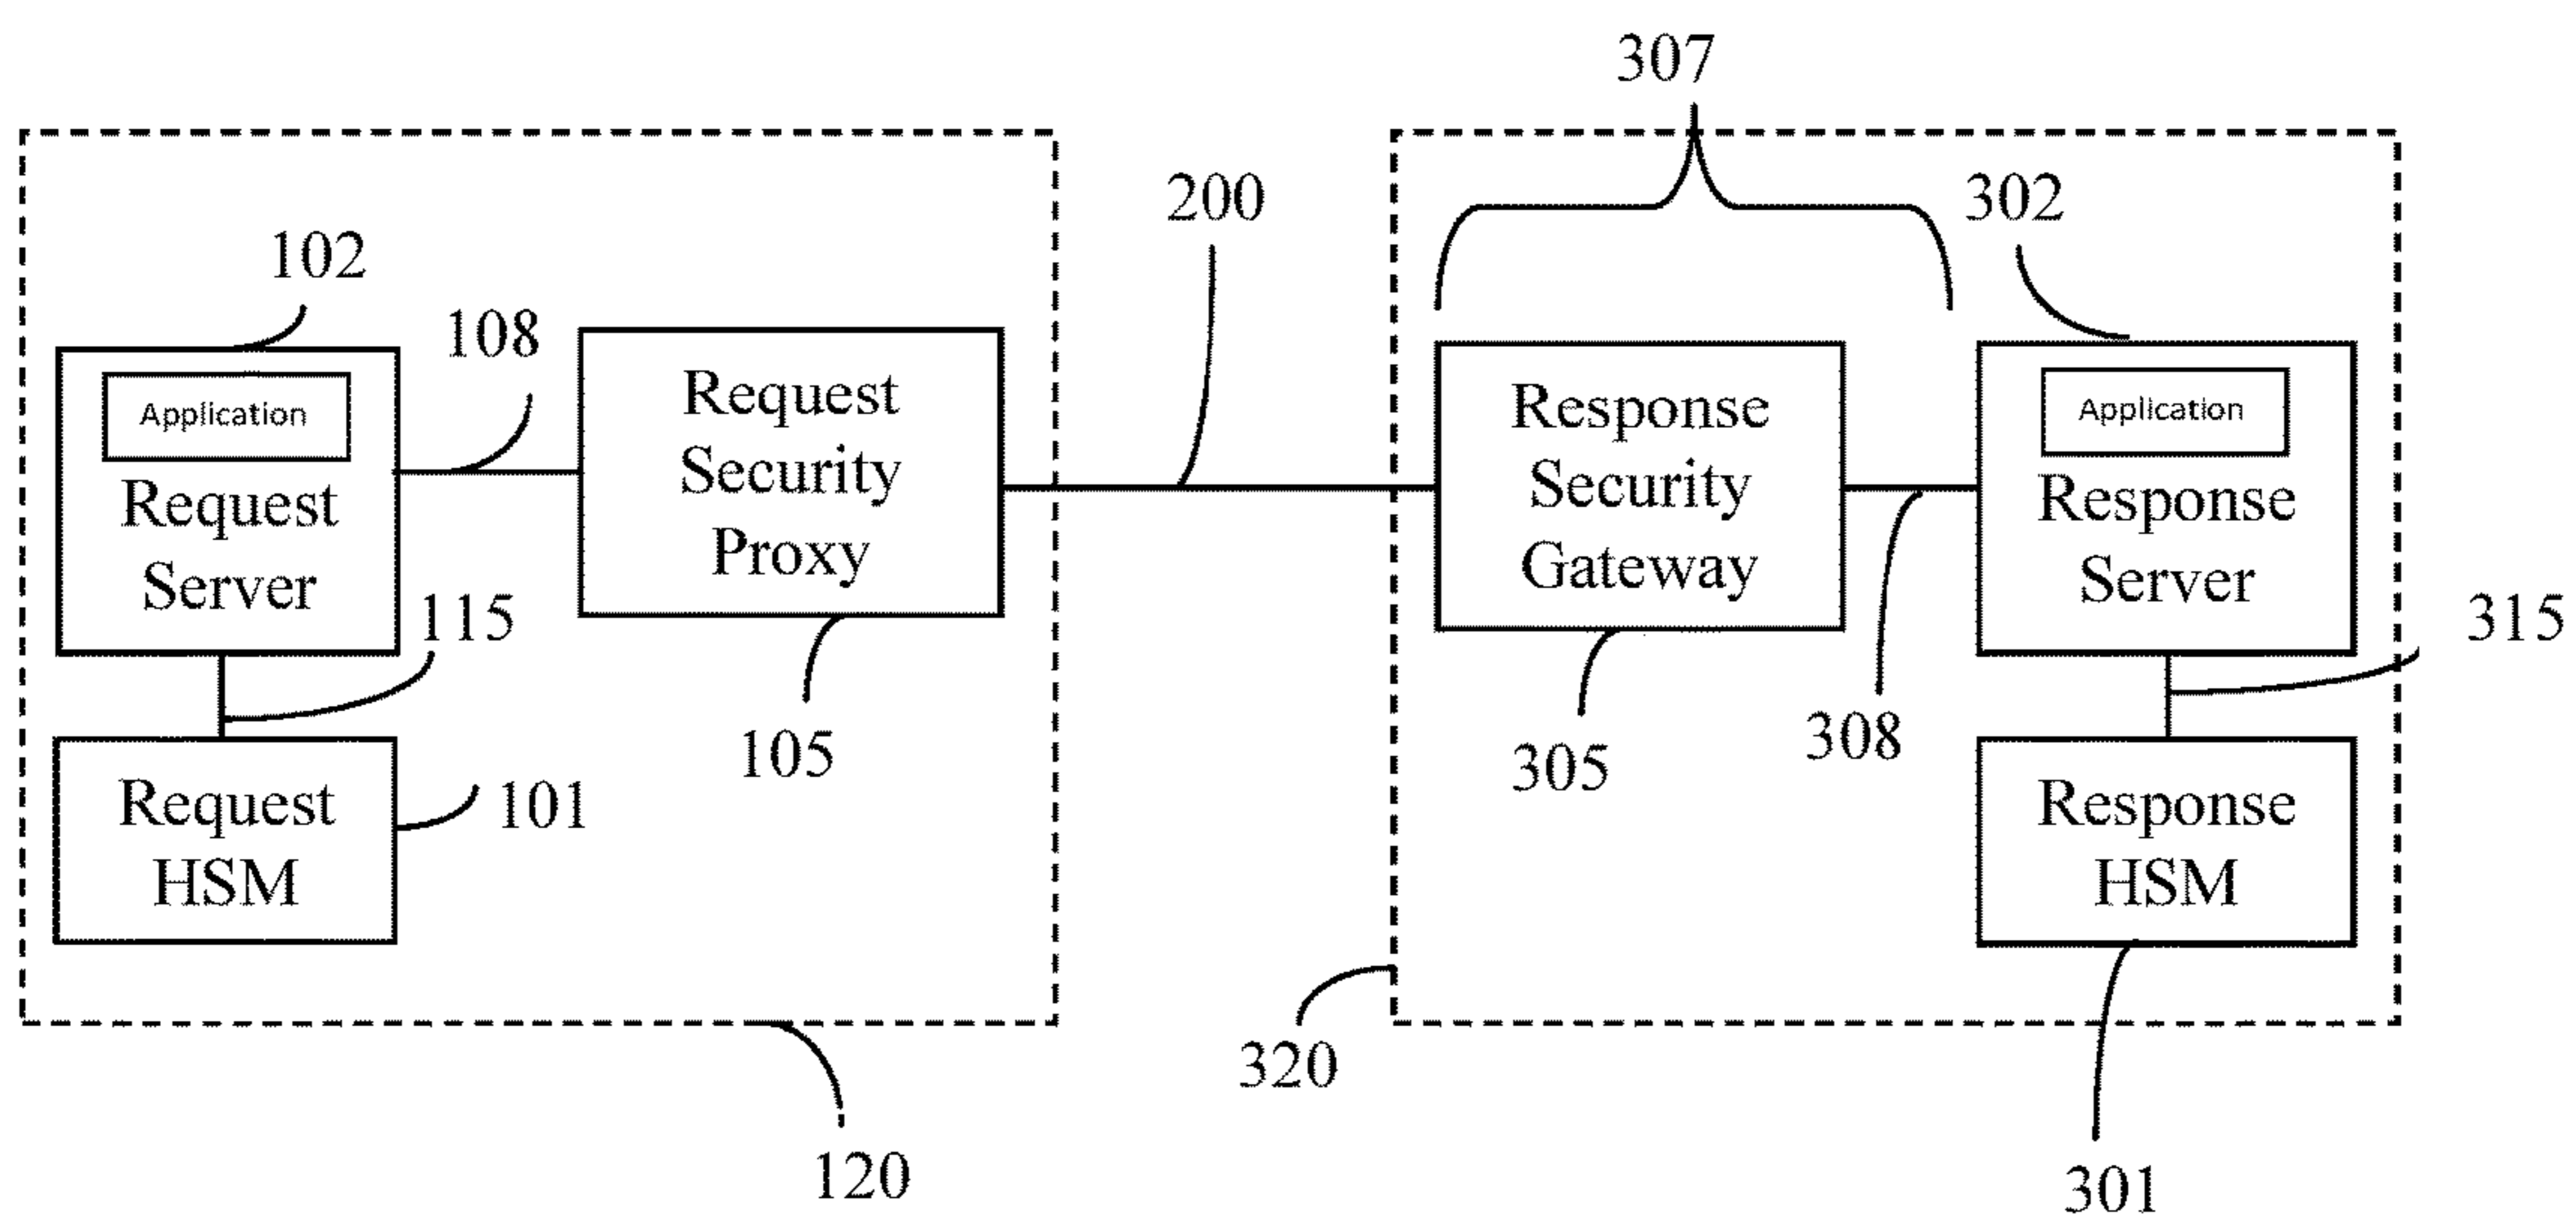 307
200
302
102
108
Application
Request
Server
Request
Security
Proxy
Response
Security
Gateway
Application
Response
Server
115
315
105
305
308
Request
HSM
101
Response
HSM
320
120
301